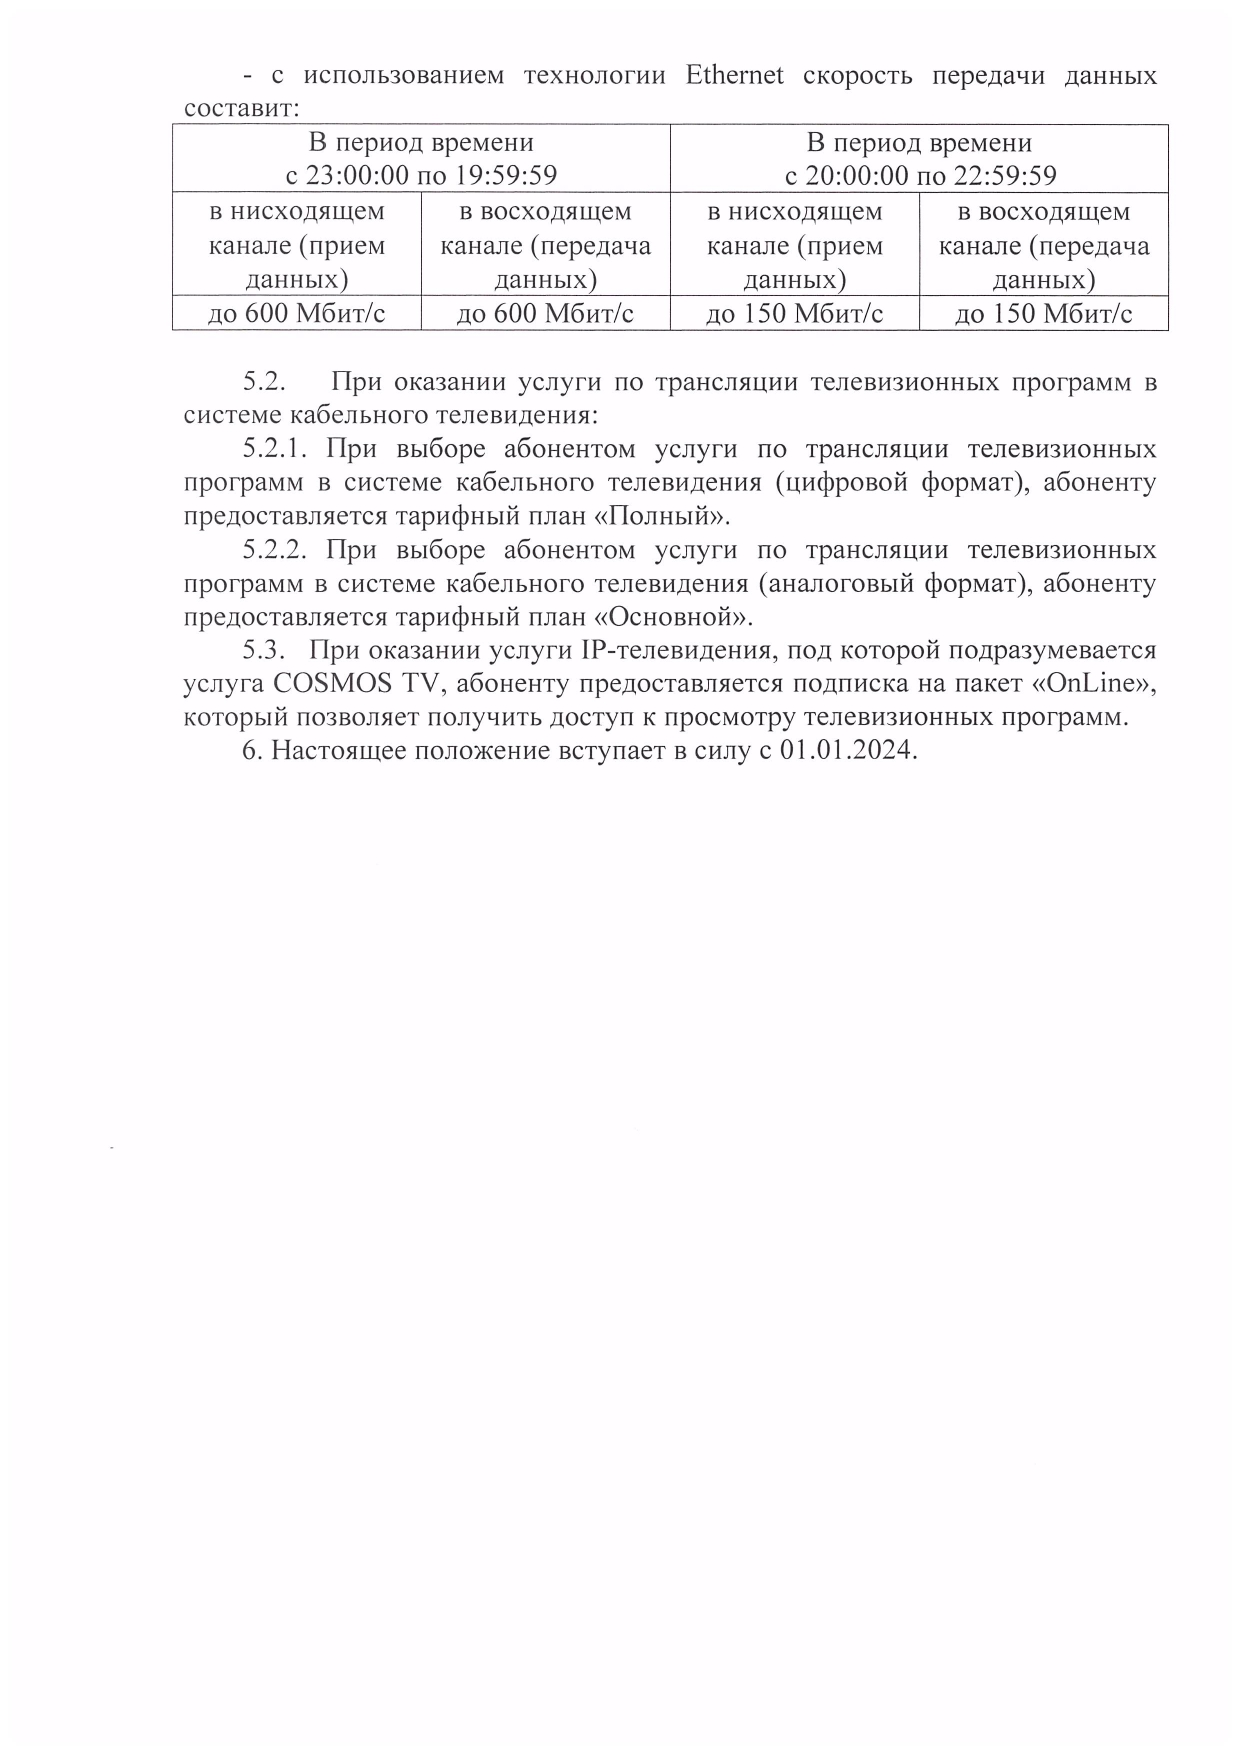 - с использованием технологии Ethernet скорость передачи данных
составит:
В период времени
с 23:00:00 по 19:59:59
В период времени
с 20:00:00 по 22:59:59
в нисходящем
канале (прием
данных)
в восходящем
канале (передача
данных)
в нисходящем
канале (прием
данных)
в восходящем
канале (передача
данных)
до 600 Мбит/с
до 600 Мбит/с
до 150 Мбит/с
до 150 Мбит/с
5.2. При оказании услуги по трансляции телевизионных программ в
системе кабельного телевидения:
5.2.1. При выборе абонентом услуги по трансляции телевизионных
программ в системе кабельного телевидения (цифровой формат), абоненту
предоставляется тарифный план «Полный».
5.2.2. При выборе абонентом услуги по трансляции телевизионных
программ в системе кабельного телевидения (аналоговый формат), абоненту
предоставляется тарифный план «Основной».
5.3. При оказании услуги IP-телевидения, под которой подразумевается
услуга COSMOS TV, абоненту предоставляется подписка на пакет «OnLine»,
который позволяет получить доступ к просмотру телевизионных программ.
6. Настоящее положение вступает в силу с 01.01.2024.